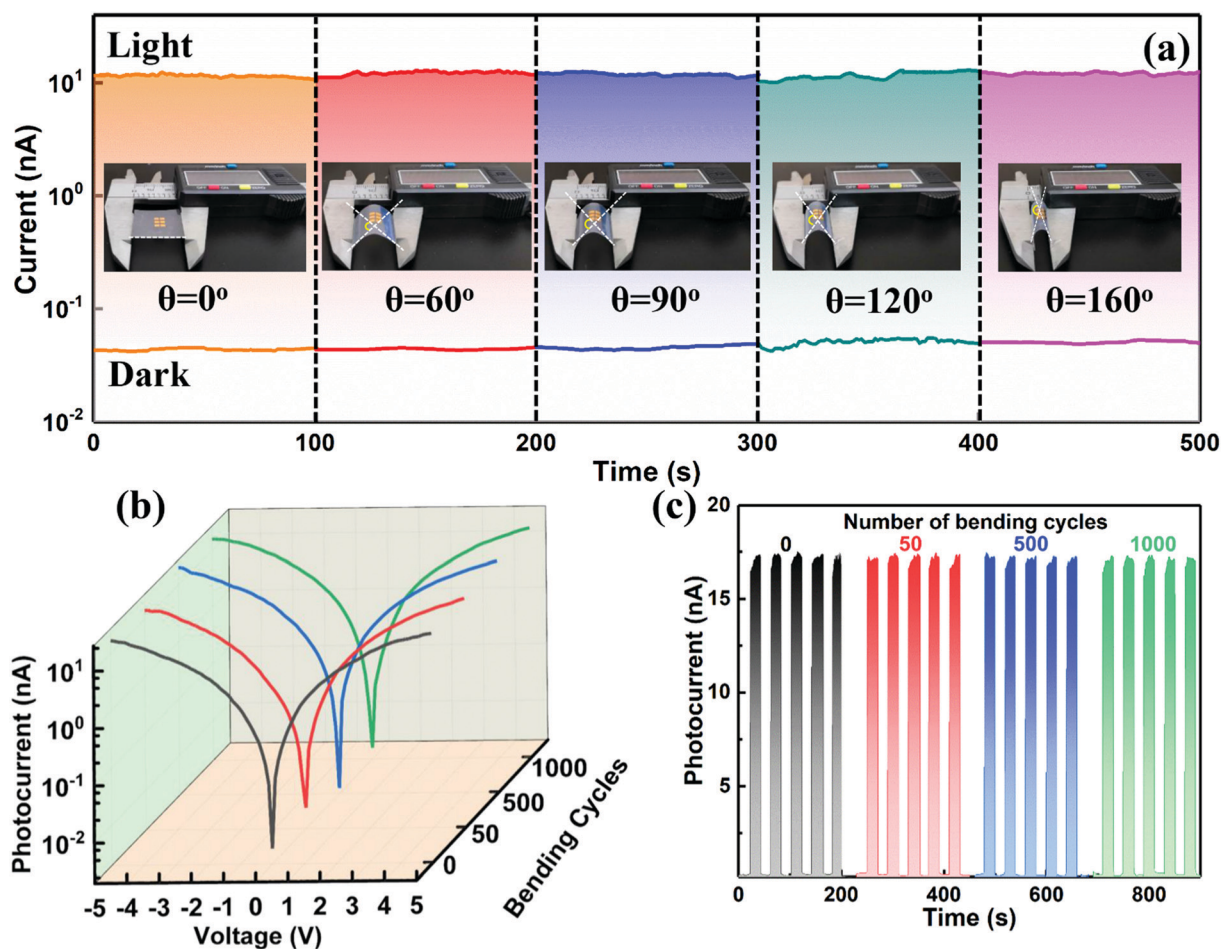 Light
(a)
10¹
10⁰
10⁻¹
10⁻²
Current (nA)
θ=0°
θ=60°
θ=90°
θ=120°
θ=160°
Dark
0 100 200 300 400 500
Time (s)
(b)
10¹
10⁰
10⁻¹
10⁻²
Photocurrent (nA)
-5 -4 -3 -2 -1 0 1 2 3 4 5
Voltage (V)
0
50
500
1000
Bending Cycles
(c)
20
15
10
5
Photocurrent (nA)
Number of bending cycles
0 50 500 1000
0 200 400 600 800
Time (s)